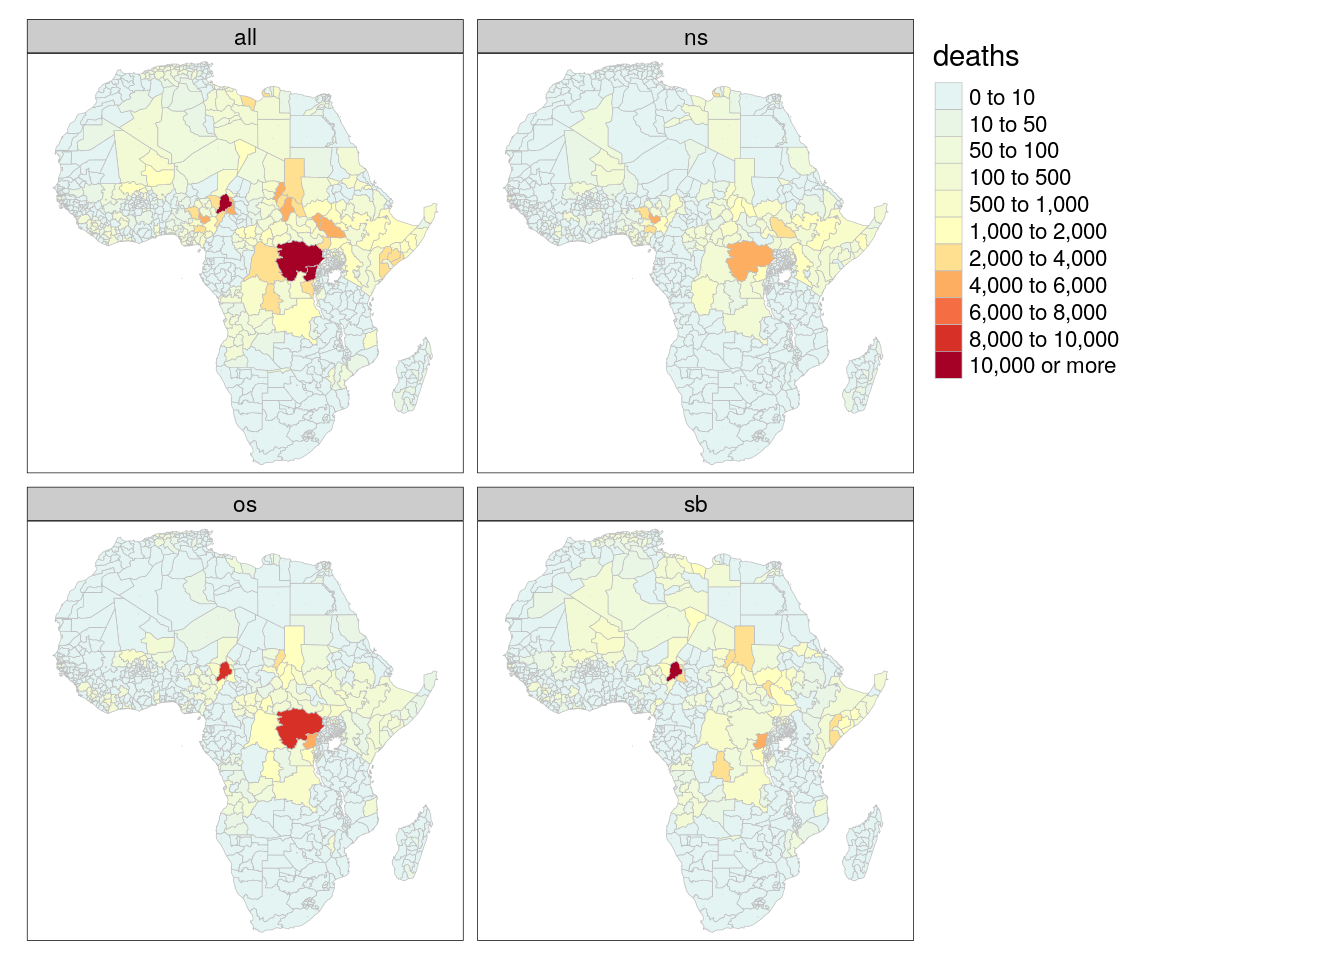 all
ns
deaths
0 to 10
10 to 50
50 to 100
100 to 500
500 to 1,000
1,000 to 2,000
2,000 to 4,000
4,000 to 6,000
6,000 to 8,000
8,000 to 10,000
10,000 or more
os
sb